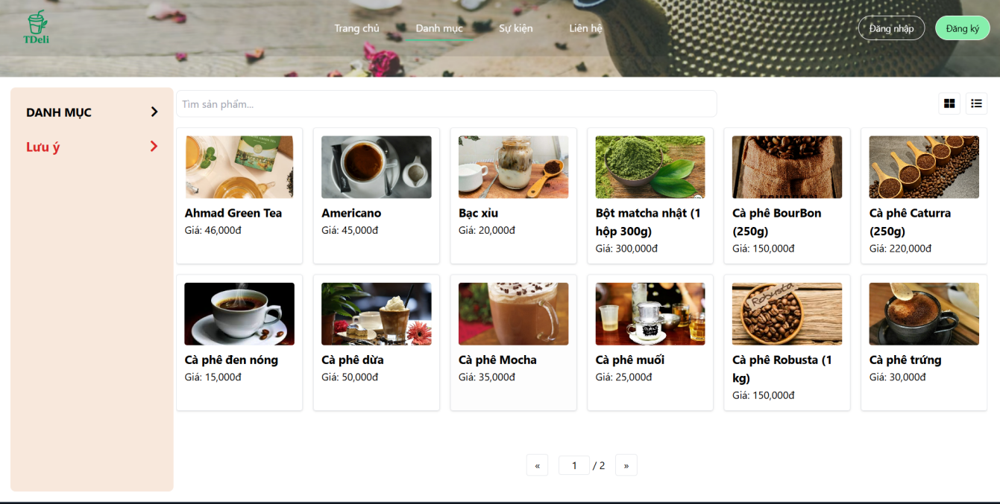 TDeli
Trang chủ
Danh mục
Sự kiện
Liên hệ
Đăng nhập
Đăng ký
DANH MỤC
Lưu ý
Tìm sản phẩm...
Ahmad Green Tea
Giá: 46,000đ
Americano
Giá: 45,000đ
Bạc xỉu
Giá: 20,000đ
Bột matcha nhật (1
hộp 300g)
Giá: 300,000đ
Cà phê BourBon
(250g)
Giá: 150,000đ
Cà phê Caturra
(250g)
Giá: 220,000đ
Cà phê đen nóng
Giá: 15,000đ
Cà phê dừa
Giá: 50,000đ
Cà phê Mocha
Giá: 35,000đ
Cà phê muối
Giá: 25,000đ
Robusta
Cà phê Robusta (1
kg)
Giá: 150,000đ
Cà phê trứng
Giá: 30,000đ
« 1 / 2 »